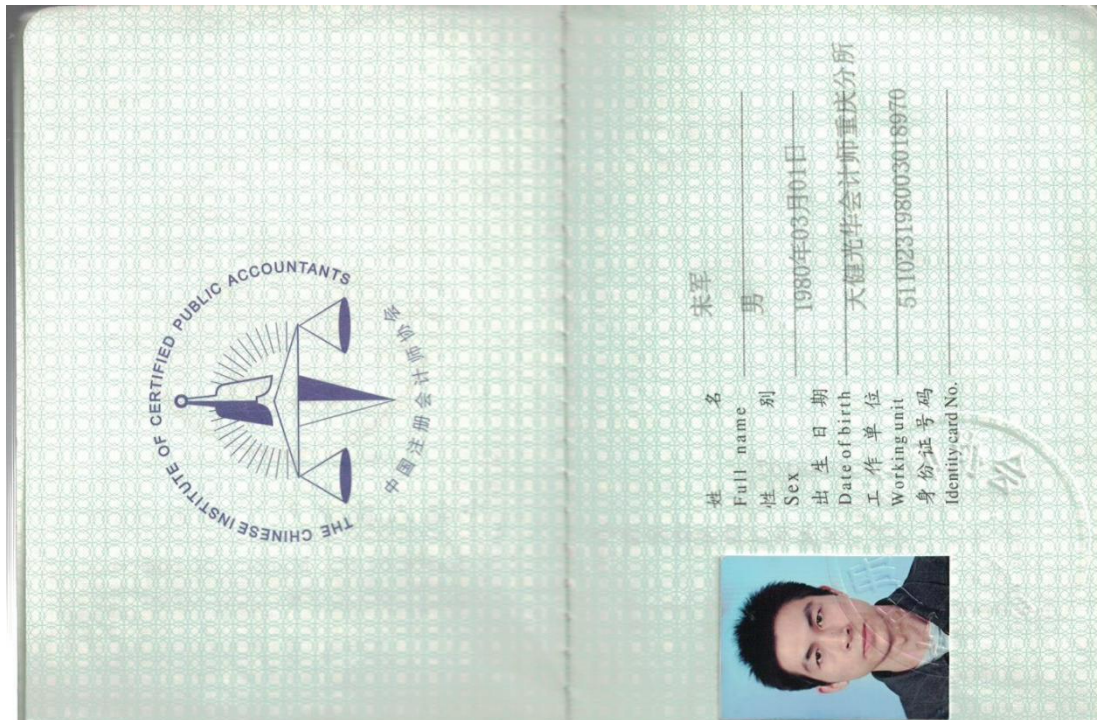 THE CHINESE INSTITUTE OF CERTIFIED PUBLIC ACCOUNTANTS
中国注册会计师协会
姓 名 宋军
Full name
性 别 男
Sex
出 生 日 期 1980年03月01日
Date of birth
工 作 单 位 天健光华会计师重庆分所
Working unit
身份证号码 511023198003018970
Identity card No.